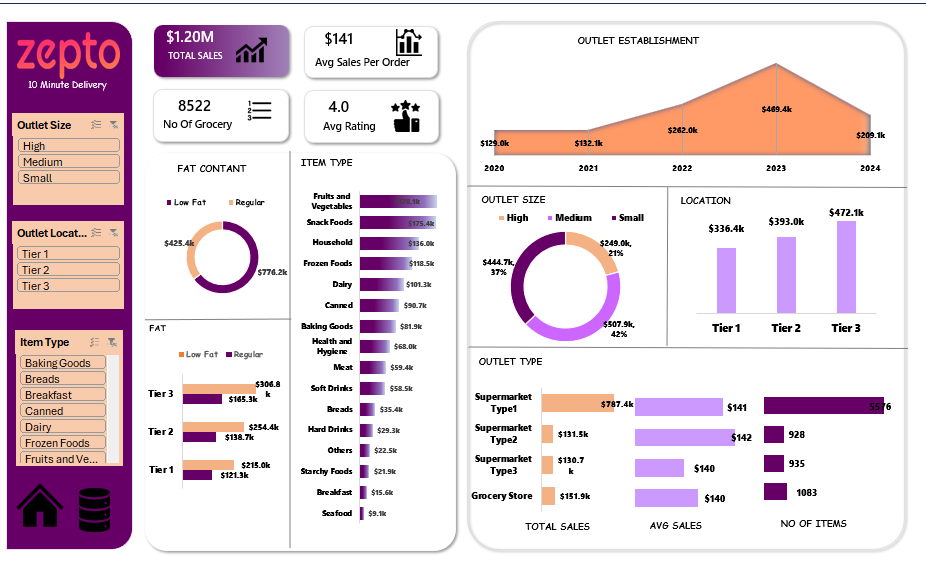 zepto
10 Minute Delivery
Outlet Size
High
Medium
Small
Outlet Locat...
Tier 1
Tier 2
Tier 3
Item Type
Baking Goods
Breads
Breakfast
Canned
Dairy
Frozen Foods
Fruits and Ve...
$1.20M
TOTAL SALES
$141
Avg Sales Per Order
8522
No Of Grocery
1
2
3
4.0
Avg Rating
FAT CONTANT
Low Fat
Regular
$425.4k
$776.2k
FAT
Low Fat
Regular
Tier 3
$306.8
k
$165.3k
Tier 2
$254.4k
$138.7k
Tier 1
$215.0k
$121.3k
ITEM TYPE
Fruits and
Vegetables
Snack Foods
$175.4k
Household
$136.0k
Frozen Foods
$118.5k
Dairy
$101.3k
Canned
$90.7k
Baking Goods
$81.9k
Health and
Hygiene
$68.0k
Meat
$59.4k
Soft Drinks
$58.5k
Breads
$35.4k
Hard Drinks
$29.3k
Others
$22.5k
Starchy Foods
$21.9k
Breakfast
$15.6k
Seafood
$9.1k
OUTLET ESTABLISHMENT
$129.0k
$132.1k
$262.0k
$469.4k
$209.1k
2020
2021
2022
2023
2024
OUTLET SIZE
High
Medium
Small
$249.0k,
21%
$444.7k,
37%
$507.9k,
42%
LOCATION
$336.4k
$393.0k
$472.1k
Tier 1
Tier 2
Tier 3
OUTLET TYPE
Supermarket
Type1
$787.4k
$141
Supermarket
Type2
$131.5k
$142
928
Supermarket
Type3
$130.7
k
$140
935
Grocery Store
$151.9k
$140
1083
TOTAL SALES
AVG SALES
NO OF ITEMS